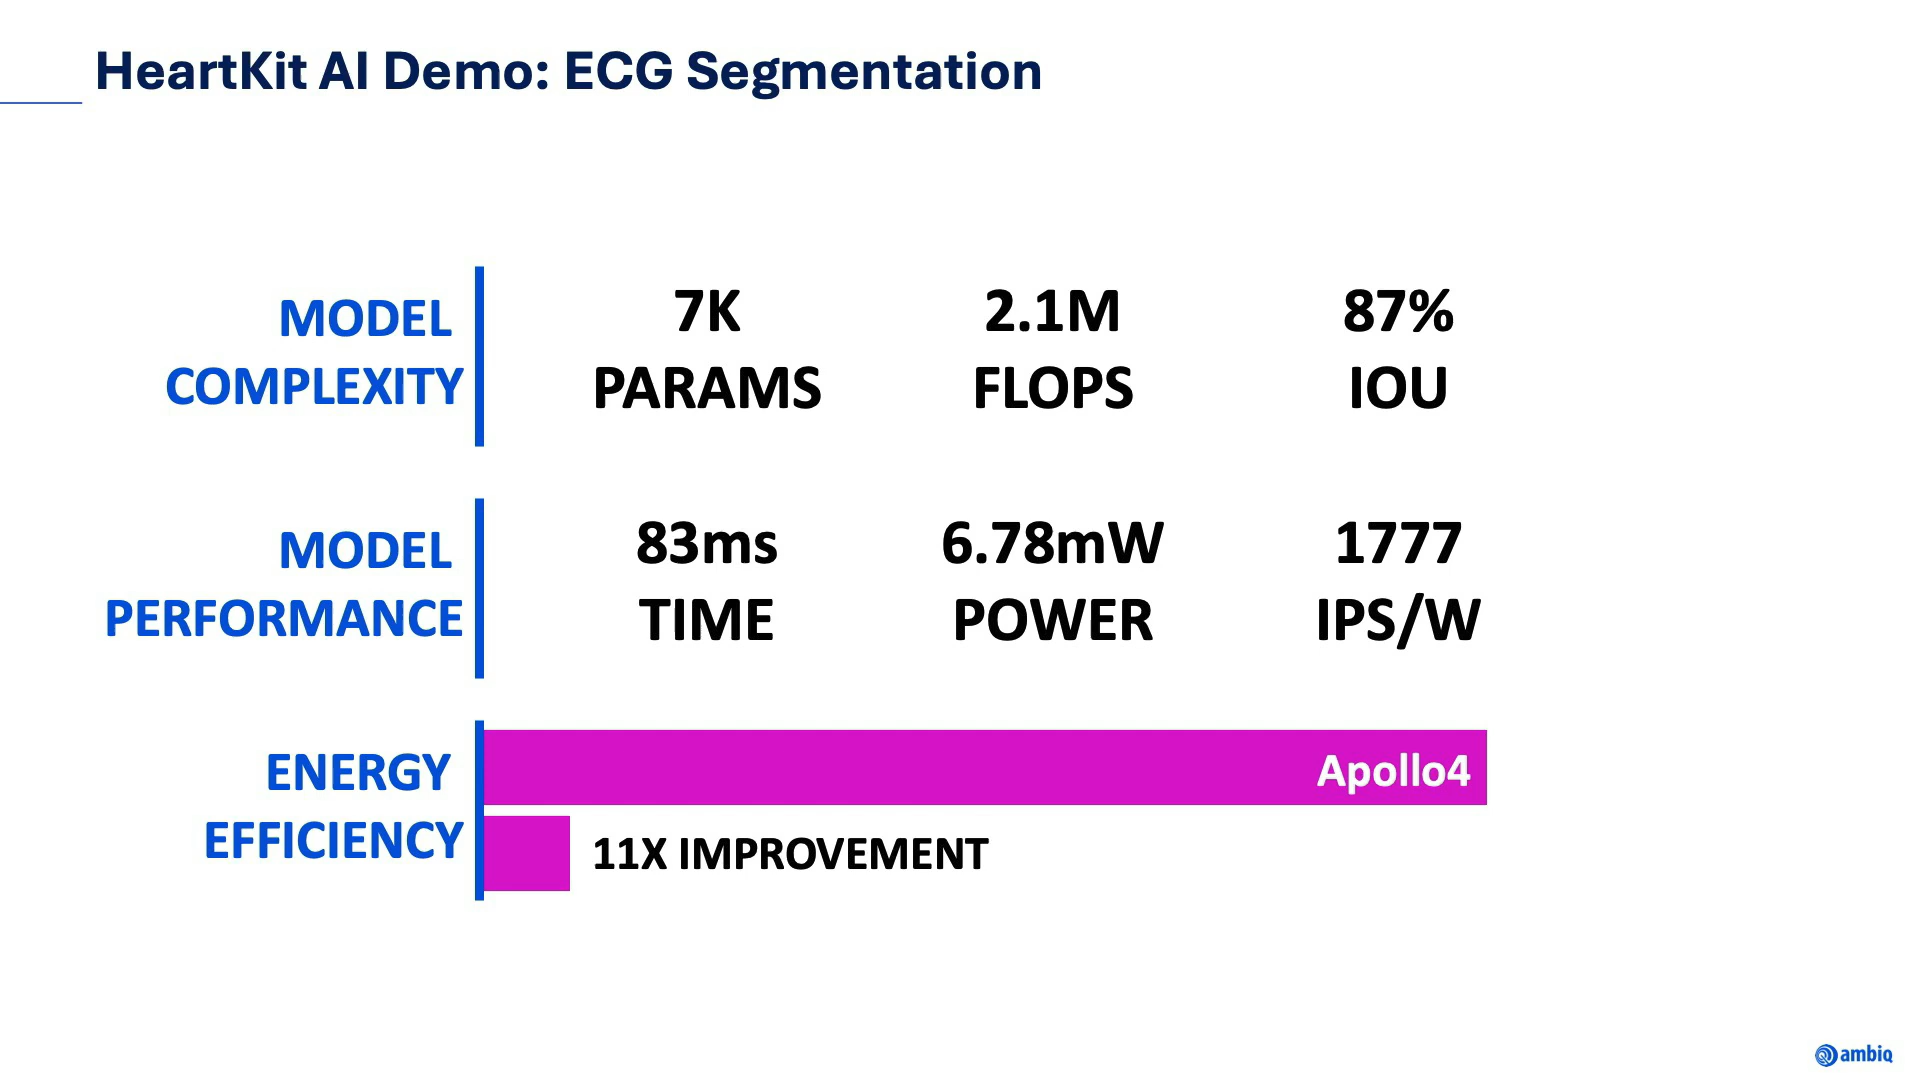 HeartKit AI Demo: ECG Segmentation
MODEL
COMPLEXITY
7K
PARAMS
2.1M
FLOPS
87%
IOU
MODEL
PERFORMANCE
83ms
TIME
6.78mW
POWER
1777
IPS/W
ENERGY
EFFICIENCY
Apollo4
11X IMPROVEMENT
ambiq